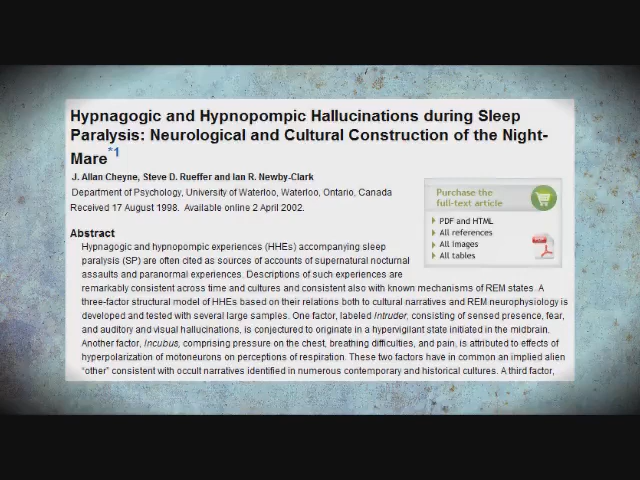 Hypnagogic and Hypnopompic Hallucinations during Sleep
Paralysis: Neurological and Cultural Construction of the Night-
Mare*1
J. Allan Cheyne, Steve D. Rueffer and Ian R. Newby-Clark
Department of Psychology, University of Waterloo, Waterloo, Ontario, Canada
Received 17 August 1998. Available online 2 April 2002.
Purchase the
full-text article
PDF and HTML
All references
All images
All tables
Abstract
Hypnagogic and hypnopompic experiences (HHEs) accompanying sleep
paralysis (SP) are often cited as sources of accounts of supernatural nocturnal
assaults and paranormal experiences. Descriptions of such experiences are
remarkably consistent across time and cultures and consistent also with known mechanisms of REM states. A
three-factor structural model of HHEs based on their relations both to cultural narratives and REM neurophysiology is
developed and tested with several large samples. One factor, labeled Intruder, consisting of sensed presence, fear,
and auditory and visual hallucinations, is conjectured to originate in a hypervigilant state initiated in the midbrain.
Another factor, Incubus, comprising pressure on the chest, breathing difficulties, and pain, is attributed to effects of
hyperpolarization of motoneurons on perceptions of respiration. These two factors have in common an implied alien
“other” consistent with occult narratives identified in numerous contemporary and historical cultures. A third factor,